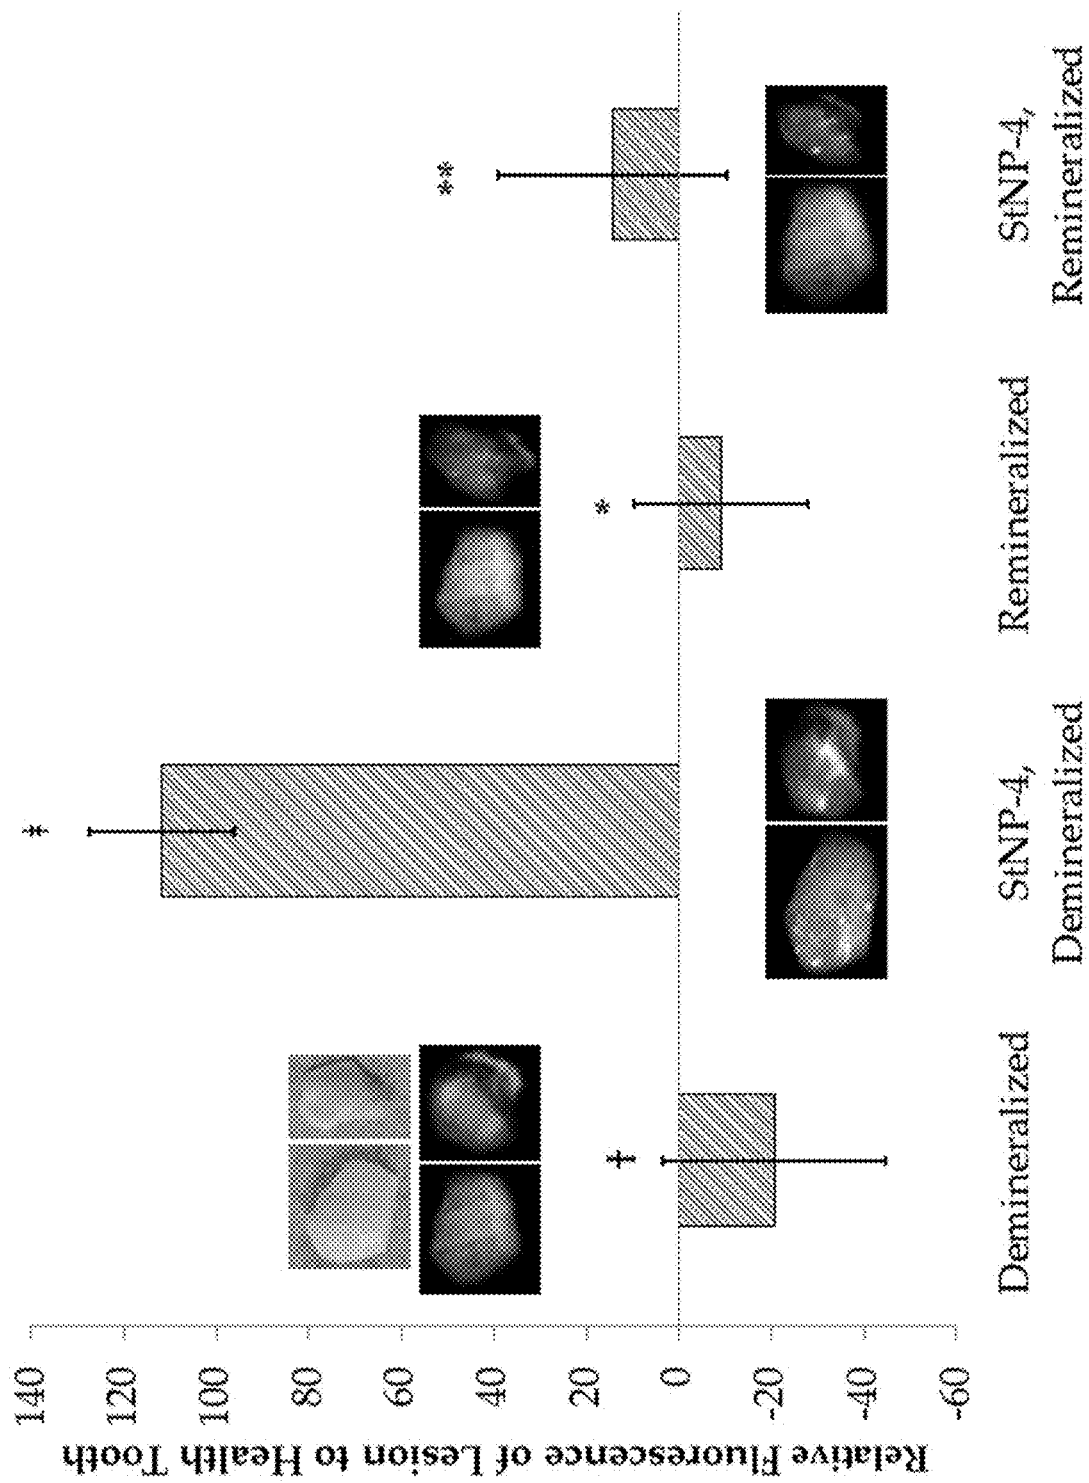 Relative Fluorescence of Lesion to Health Tooth
140
120
100
80
60
40
20
0
-20
-40
-60
‡
†
*
**
Demineralized
StNP-4,
Demineralized
Remineralized
StNP-4,
Remineralized